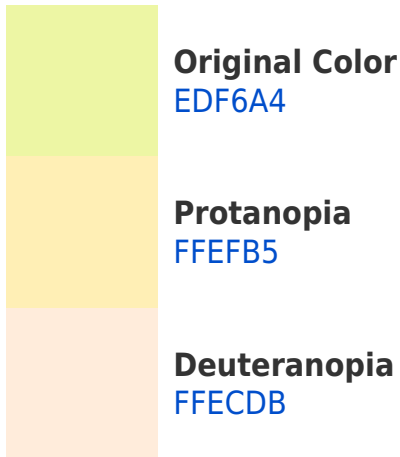 Original Color
EDF6A4
Protanopia
FFEFB5
Deuteranopia
FFECDB